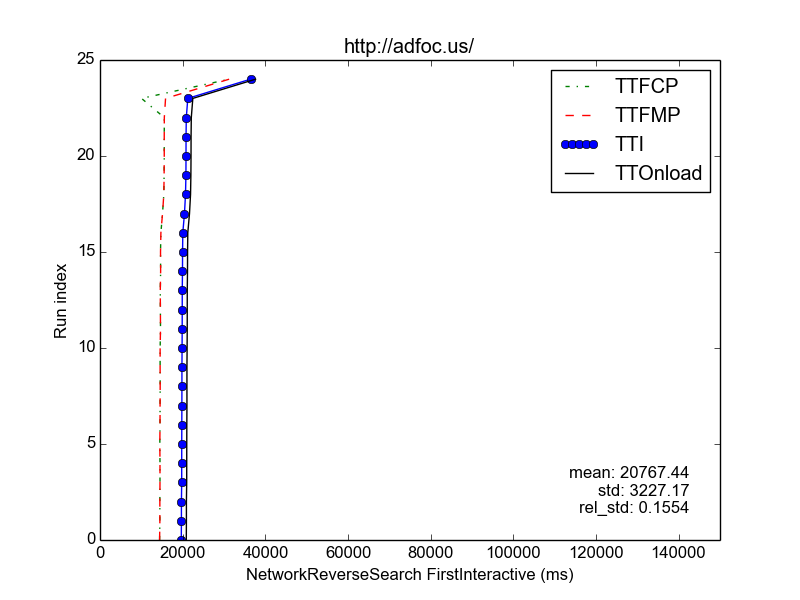 http://adfoc.us/
25
20
15
10
5
0
Run index
TTFCP
TTFMP
TTI
TTOnload
mean: 20767.44
std: 3227.17
rel_std: 0.1554
0 20000 40000 60000 80000 100000 120000 140000
NetworkReverseSearch FirstInteractive (ms)